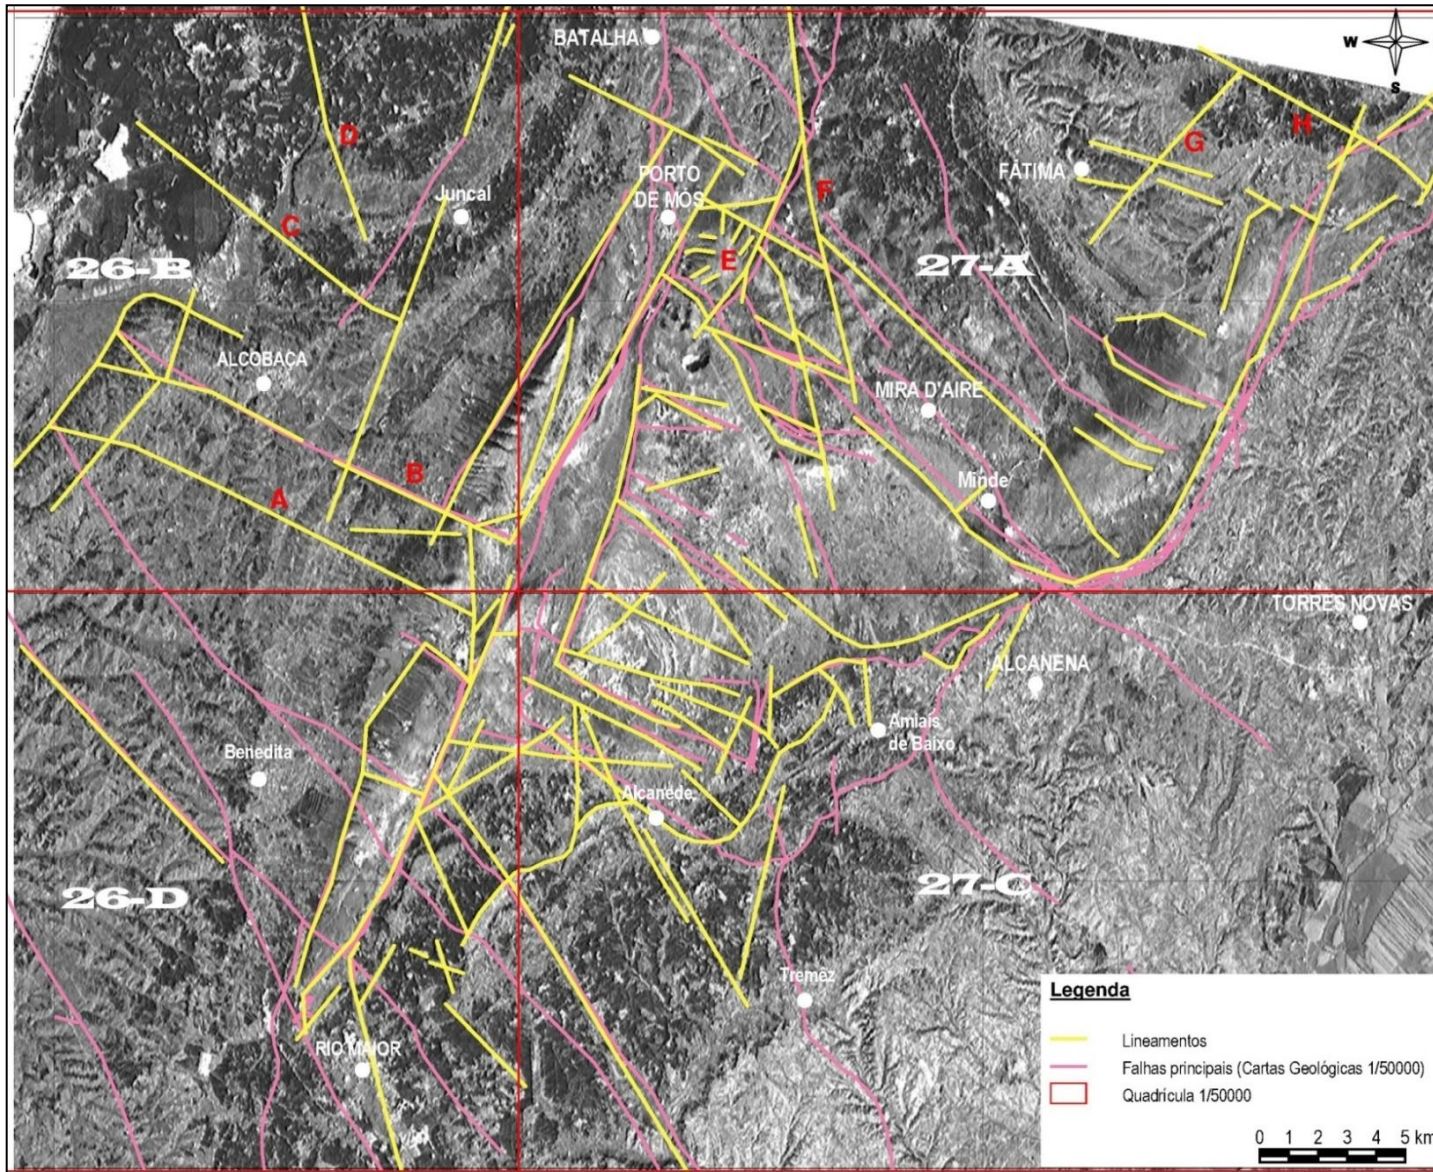 BATALHA
W
S
D
G
H
FÁTIMA
PORTO
DE MÓS
Juncal
F
C
E
26-B
27-A
ALCOBAÇA
MIRA D'AIRE
B
A
Minde
TORRES NOVAS
ALCANENA
Amiais
de Baixo
Benedita
Alcanede
26-D
27-C
Tremêz
RIO MAIOR
Legenda
Lineamentos
Falhas principais (Cartas Geológicas 1/50000)
Quadrícula 1/50000
0 1 2 3 4 5 km